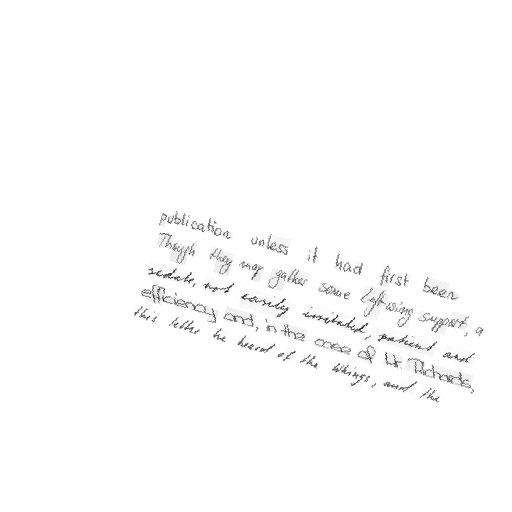 publication unless it had first been
Though they may gather some Left-wing support, a
sedate, not easily irritated, patient and
efficiency and, in the case of Mr. Richards,
this letter he heard of the Vikings, and the